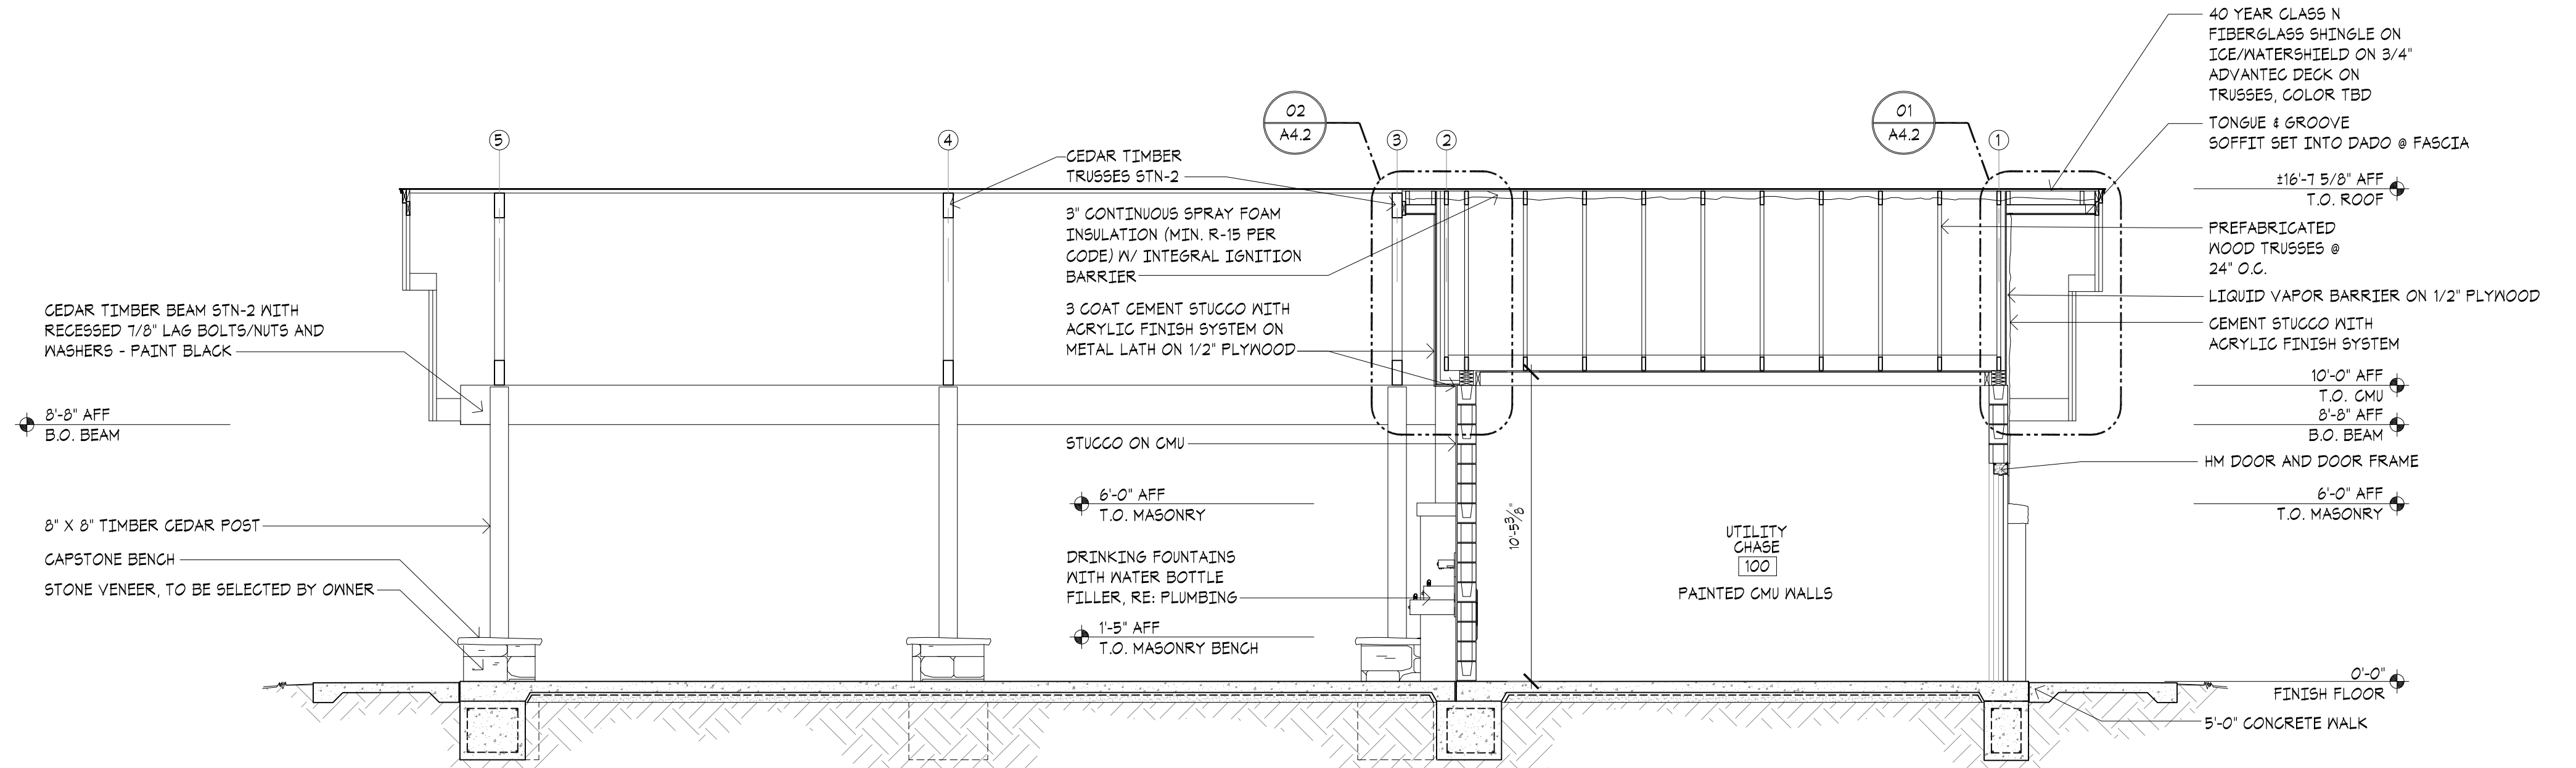 40 YEAR CLASS N
FIBERGLASS SHINGLE ON
ICE/WATERSHIELD ON 3/4"
ADVANTEC DECK ON
TRUSSES, COLOR TBD
TONGUE & GROOVE
SOFFIT SET INTO DADO @ FASCIA
±16'-7 5/8" AFF
T.O. ROOF
PREFABRICATED
WOOD TRUSSES @
24" O.C.
LIQUID VAPOR BARRIER ON 1/2" PLYWOOD
CEMENT STUCCO WITH
ACRYLIC FINISH SYSTEM
10'-0" AFF
T.O. CMU
8'-8" AFF
B.O. BEAM
HM DOOR AND DOOR FRAME
6'-0" AFF
T.O. MASONRY
0'-0"
FINISH FLOOR
5'-0" CONCRETE WALK
02
A4.2
01
A4.2
5
4
3
2
1
CEDAR TIMBER
TRUSSES STN-2
3" CONTINUOUS SPRAY FOAM
INSULATION (MIN. R-15 PER
CODE) W/ INTEGRAL IGNITION
BARRIER
3 COAT CEMENT STUCCO WITH
ACRYLIC FINISH SYSTEM ON
METAL LATH ON 1/2" PLYWOOD
STUCCO ON CMU
6'-0" AFF
T.O. MASONRY
DRINKING FOUNTAINS
WITH WATER BOTTLE
FILLER, RE: PLUMBING
1'-5" AFF
T.O. MASONRY BENCH
10'-5 3/8"
UTILITY
CHASE
100
PAINTED CMU WALLS
CEDAR TIMBER BEAM STN-2 WITH
RECESSED 7/8" LAG BOLTS/NUTS AND
WASHERS - PAINT BLACK
8'-8" AFF
B.O. BEAM
8" X 8" TIMBER CEDAR POST
CAPSTONE BENCH
STONE VENEER, TO BE SELECTED BY OWNER